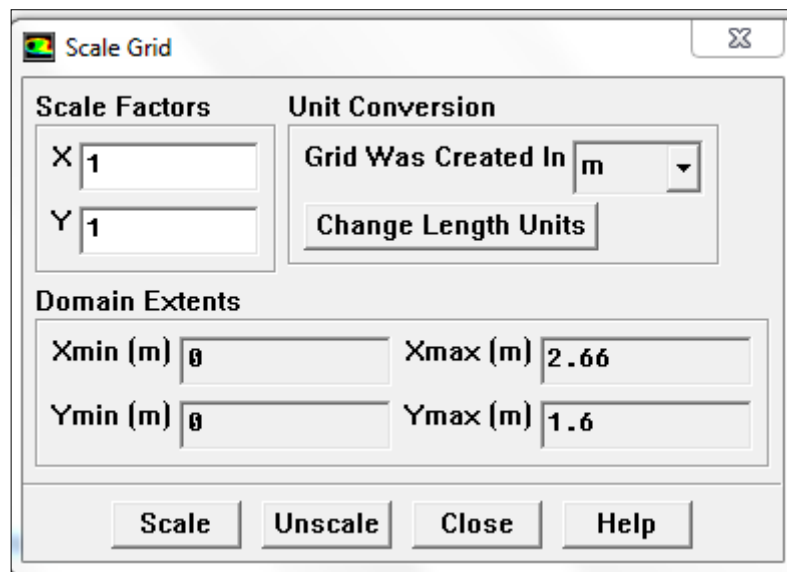 Scale Grid
Scale Factors
Unit Conversion
X 1
Grid Was Created In m
Y 1
Change Length Units
Domain Extents
Xmin (m) 0 Xmax (m) 2.66
Ymin (m) 0 Ymax (m) 1.6
Scale Unscale Close Help